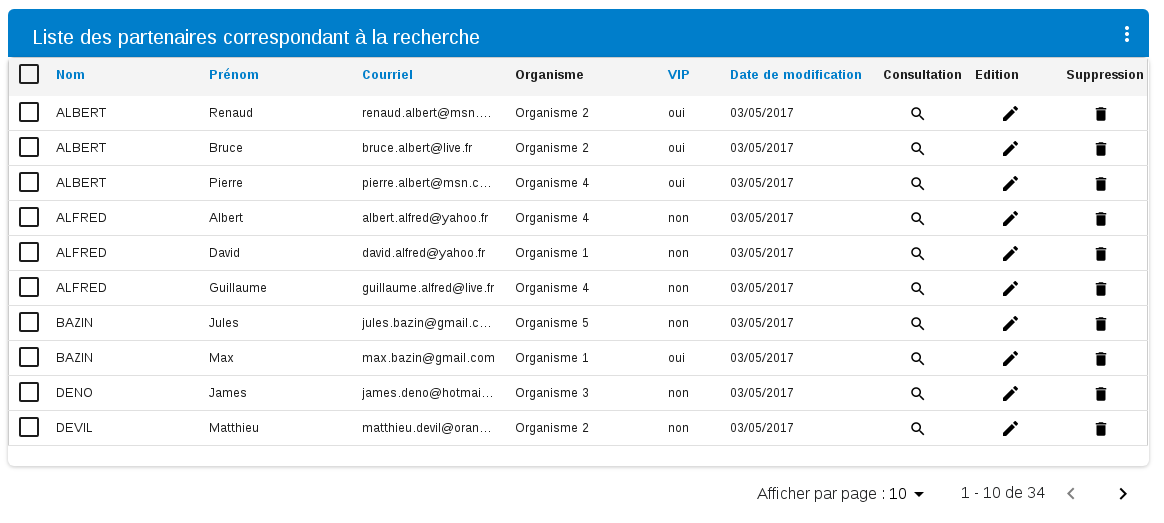 Liste des partenaires correspondant à la recherche
Nom Prénom Courriel Organisme VIP Date de modification Consultation Edition Suppression
ALBERT Renaud renaud.albert@msn.... Organisme 2 oui 03/05/2017
ALBERT Bruce bruce.albert@live.fr Organisme 2 oui 03/05/2017
ALBERT Pierre pierre.albert@msn.c... Organisme 4 oui 03/05/2017
ALFRED Albert albert.alfred@yahoo.fr Organisme 4 non 03/05/2017
ALFRED David david.alfred@yahoo.fr Organisme 1 non 03/05/2017
ALFRED Guillaume guillaume.alfred@live.fr Organisme 4 non 03/05/2017
BAZIN Jules jules.bazin@gmail.c... Organisme 5 non 03/05/2017
BAZIN Max max.bazin@gmail.com Organisme 1 oui 03/05/2017
DENO James james.deno@hotmai... Organisme 3 non 03/05/2017
DEVIL Matthieu matthieu.devil@oran... Organisme 2 non 03/05/2017
Afficher par page : 10 1 - 10 de 34